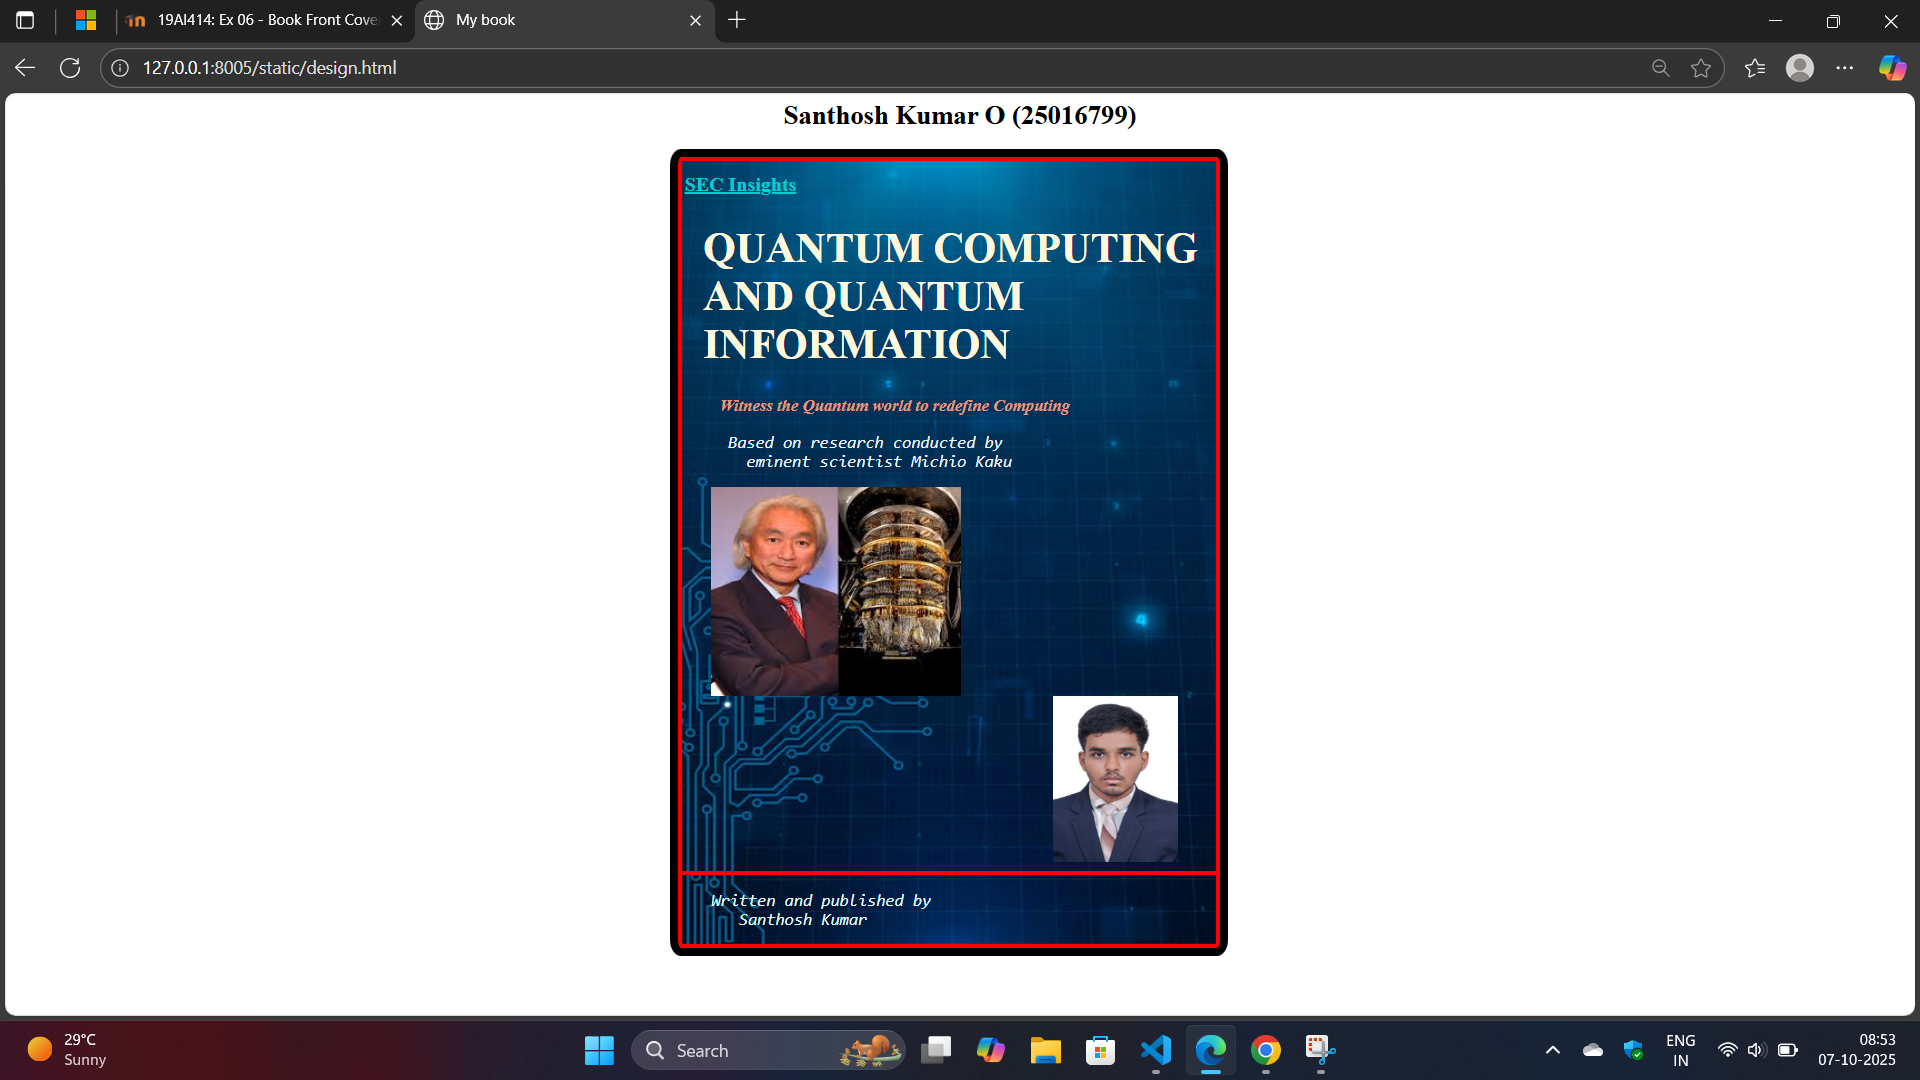 19AI414: Ex 06 - Book Front Cove
My book
127.0.0.1:8005/static/design.html
Santhosh Kumar O (25016799)
SEC Insights
QUANTUM COMPUTING
AND QUANTUM
INFORMATION
Witness the Quantum world to redefine Computing
Based on research conducted by
eminent scientist Michio Kaku
4
Written and published by
Santhosh Kumar
29°C
Sunny
Search
ENG
IN
08:53
07-10-2025